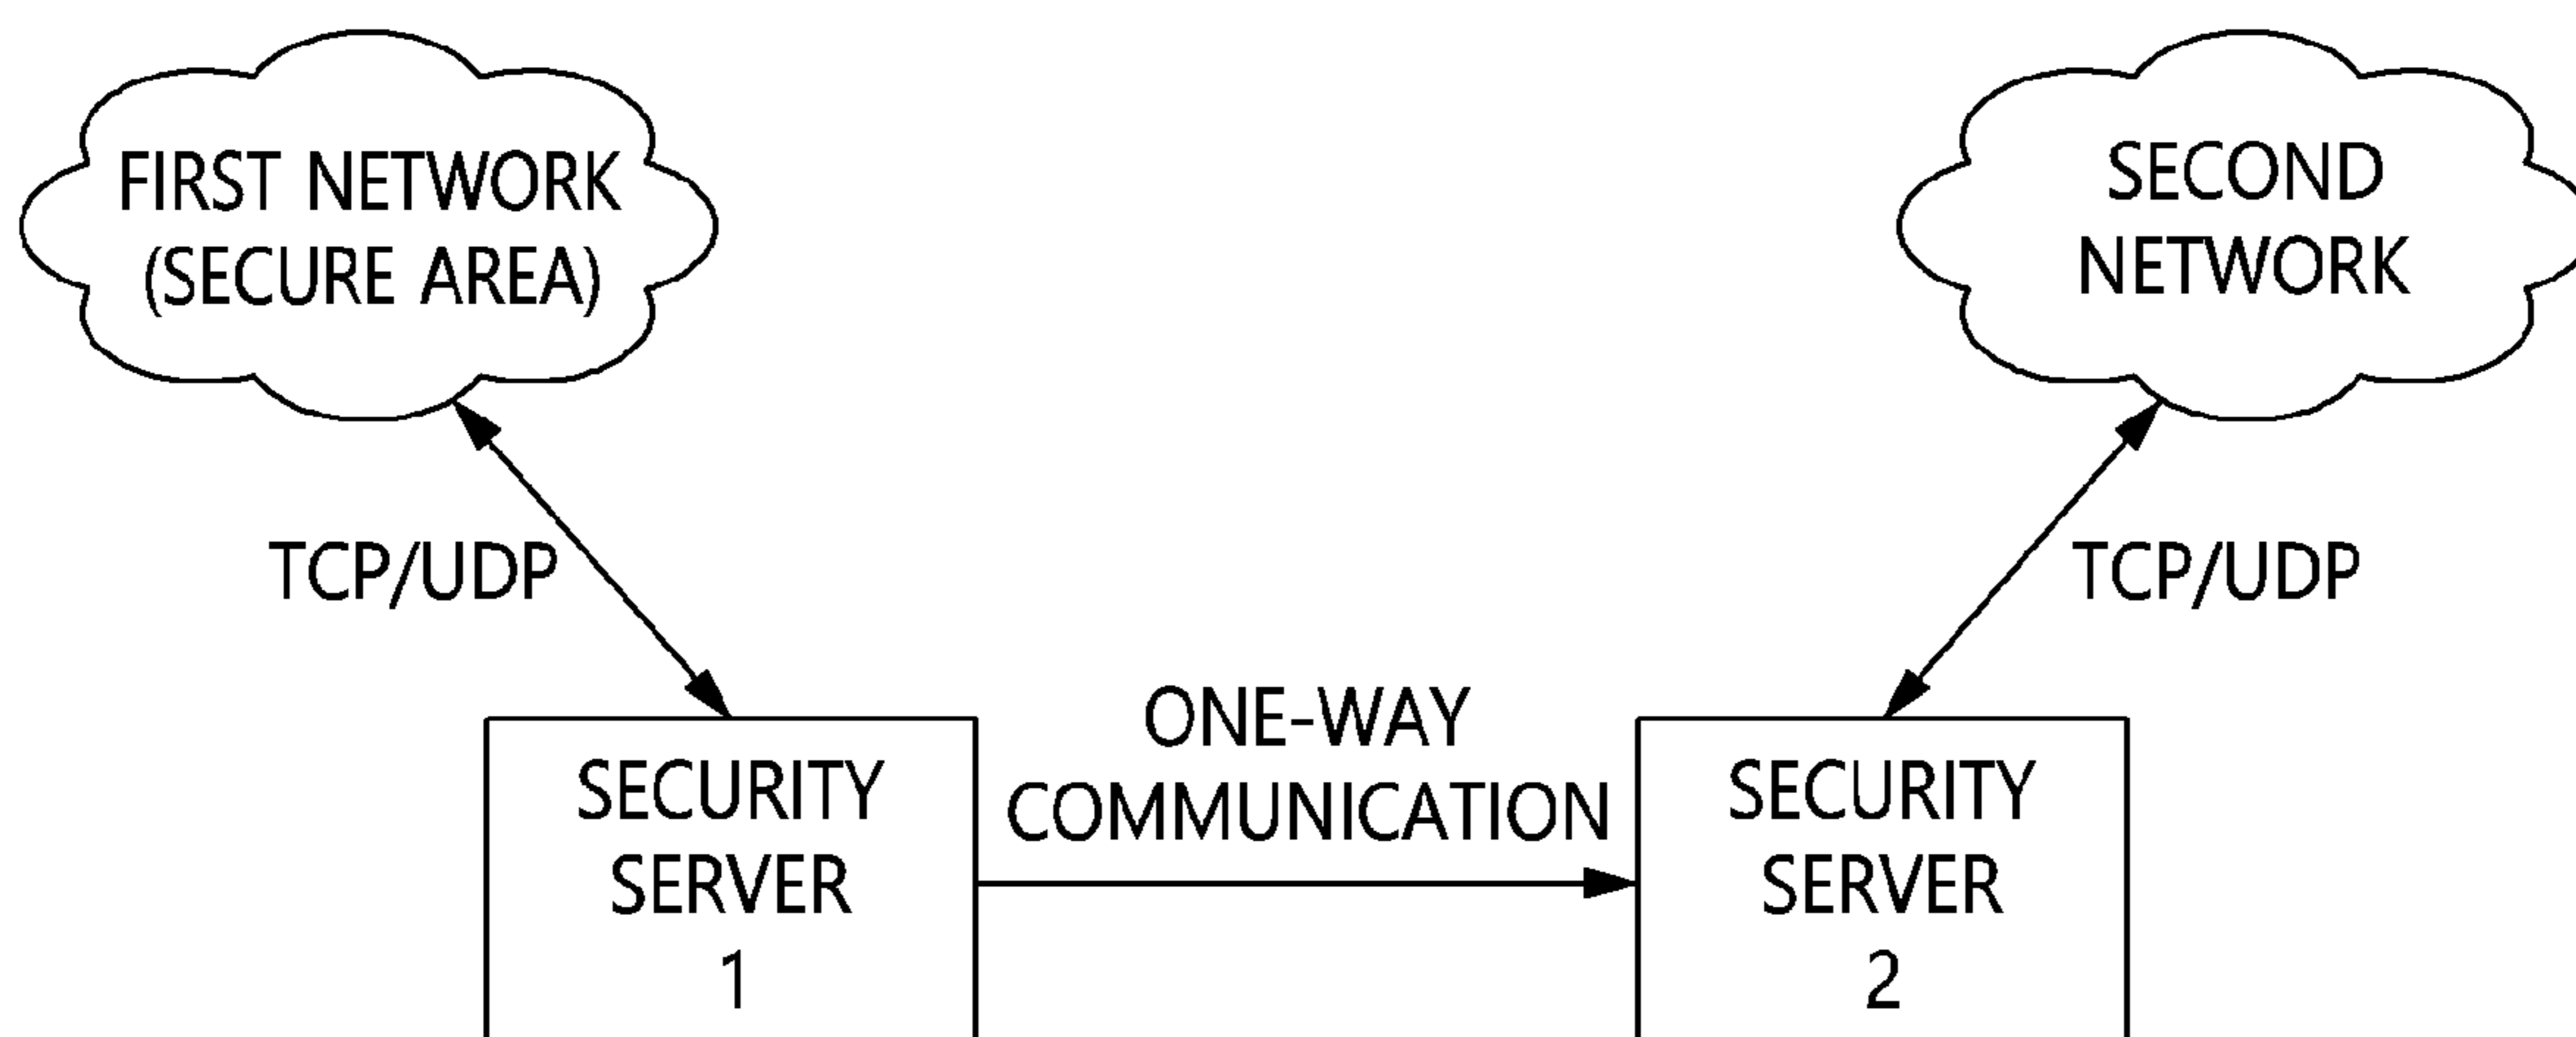 FIRST NETWORK
(SECURE AREA)
SECOND
NETWORK
TCP/UDP
TCP/UDP
ONE-WAY
COMMUNICATION
SECURITY
SERVER
1
SECURITY
SERVER
2